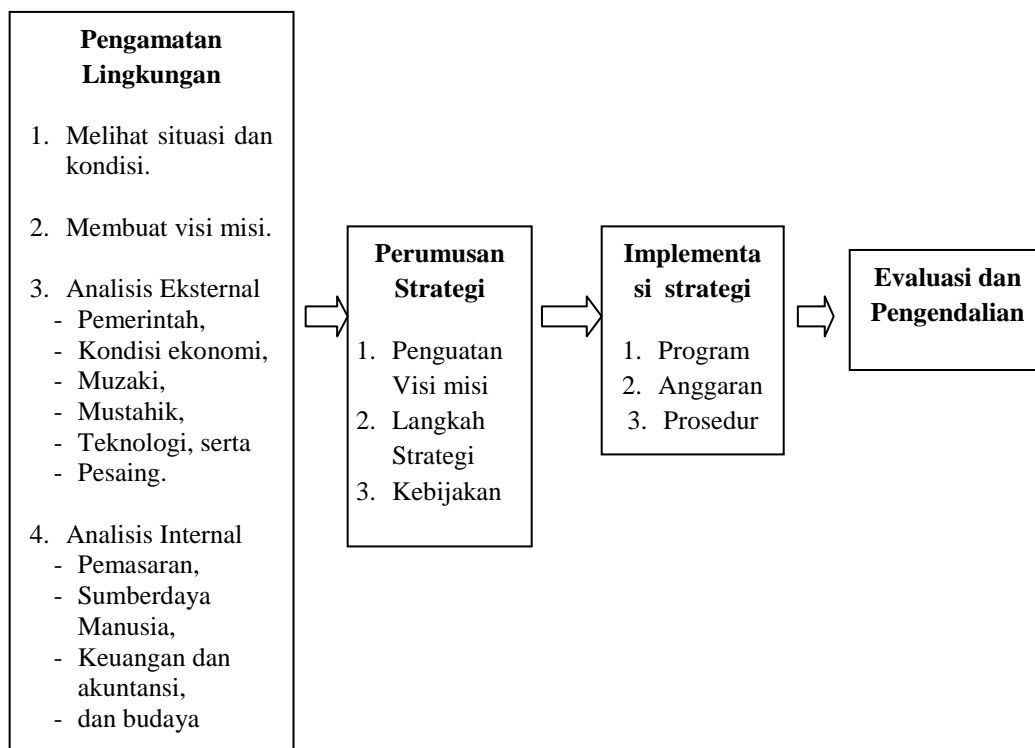 Pengamatan
Lingkungan
1. Melihat situasi dan
kondisi.
2. Membuat visi misi.
3. Analisis Eksternal
- Pemerintah,
- Kondisi ekonomi,
- Muzaki,
- Mustahik,
- Teknologi, serta
- Pesaing.
4. Analisis Internal
- Pemasaran,
- Sumberdaya
Manusia,
- Keuangan dan
akuntansi,
- dan budaya
Perumusan
Strategi
1. Penguatan
Visi misi
2. Langkah
Strategi
3. Kebijakan
Implementa
si strategi
1. Program
2. Anggaran
3. Prosedur
Evaluasi dan
Pengendalian